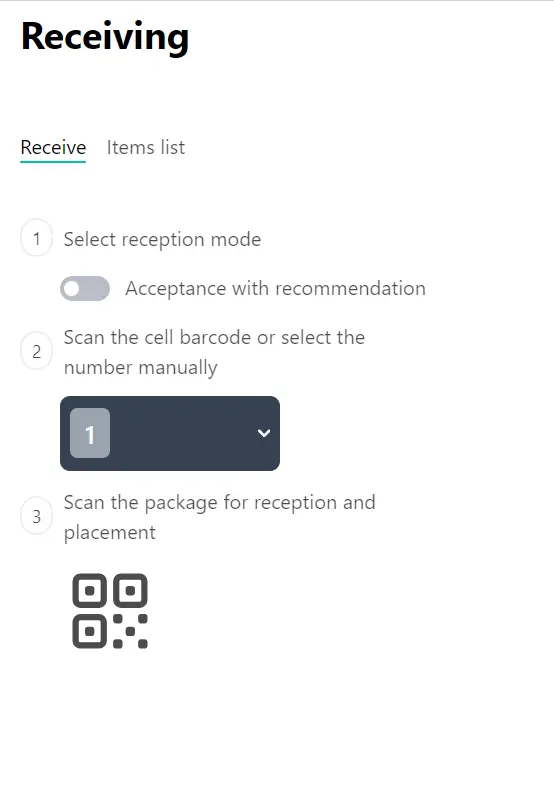 Receiving
Receive Items list
1 Select reception mode
Acceptance with recommendation
2 Scan the cell barcode or select the
number manually
1
3 Scan the package for reception and
placement